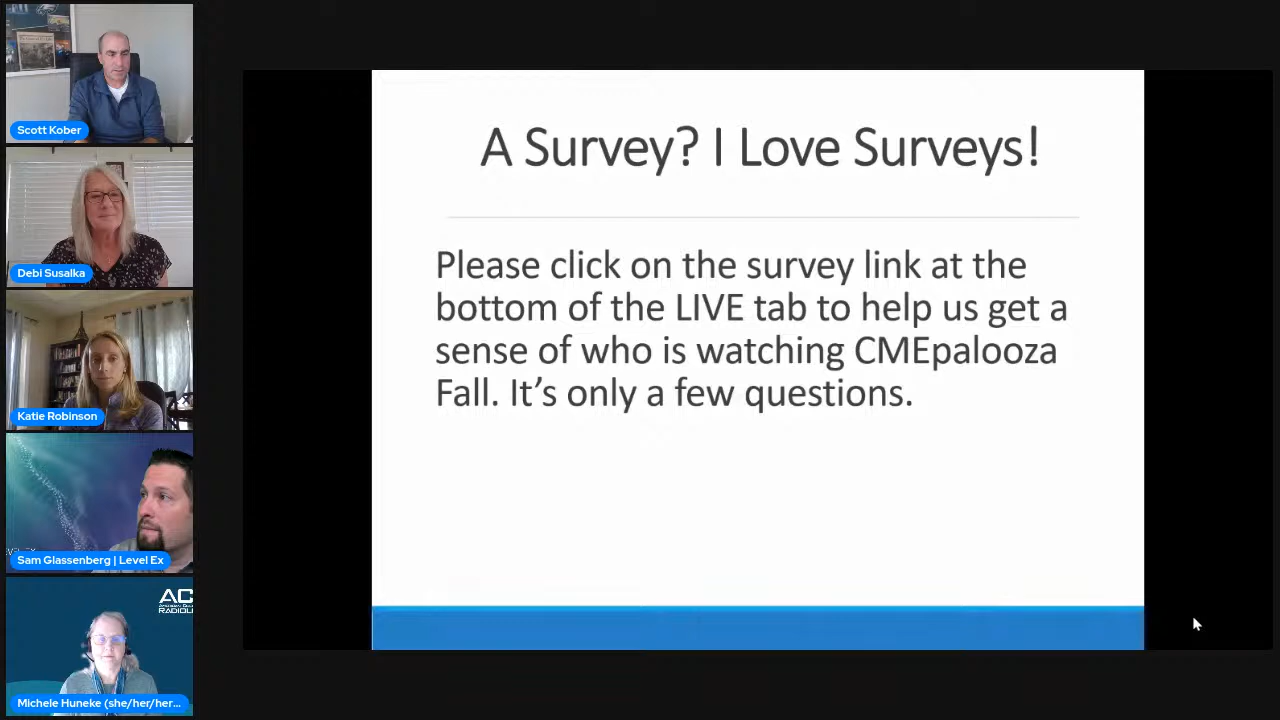 Scott Kober
Debi Susalka
Katie Robinson
Sam Glassenberg | Level Ex
AC
RADIOL
Michele Huneke (she/her/her...
A Survey? I Love Surveys!
Please click on the survey link at the
bottom of the LIVE tab to help us get a
sense of who is watching CMEpalooza
Fall. It’s only a few questions.